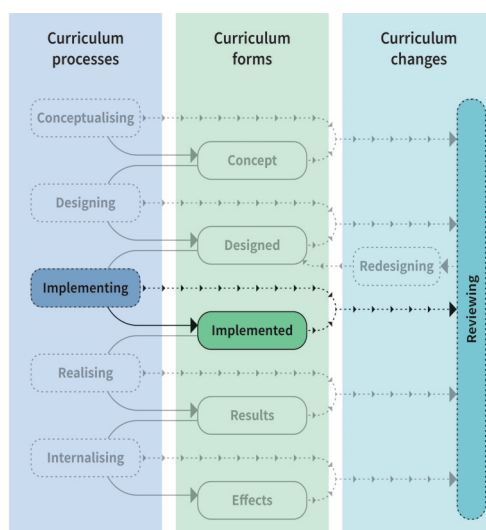 Curriculum
processes
Curriculum
forms
Curriculum
changes
Conceptualising
Concept
Designing
Designed
Redesigning
Implementing
Implemented
Reviewing
Realising
Results
Internalising
Effects